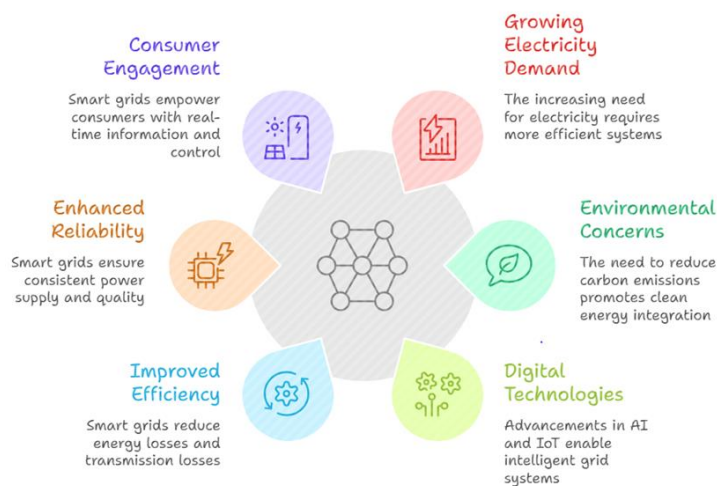 Consumer
Engagement
Smart grids empower
consumers with real-
time information and
control
Growing
Electricity
Demand
The increasing need
for electricity requires
more efficient systems
Enhanced
Reliability
Smart grids ensure
consistent power
supply and quality
Environmental
Concerns
The need to reduce
carbon emissions
promotes clean
energy integration
Improved
Efficiency
Smart grids reduce
energy losses and
transmission losses
Digital
Technologies
Advancements in AI
and IoT enable
intelligent grid
systems